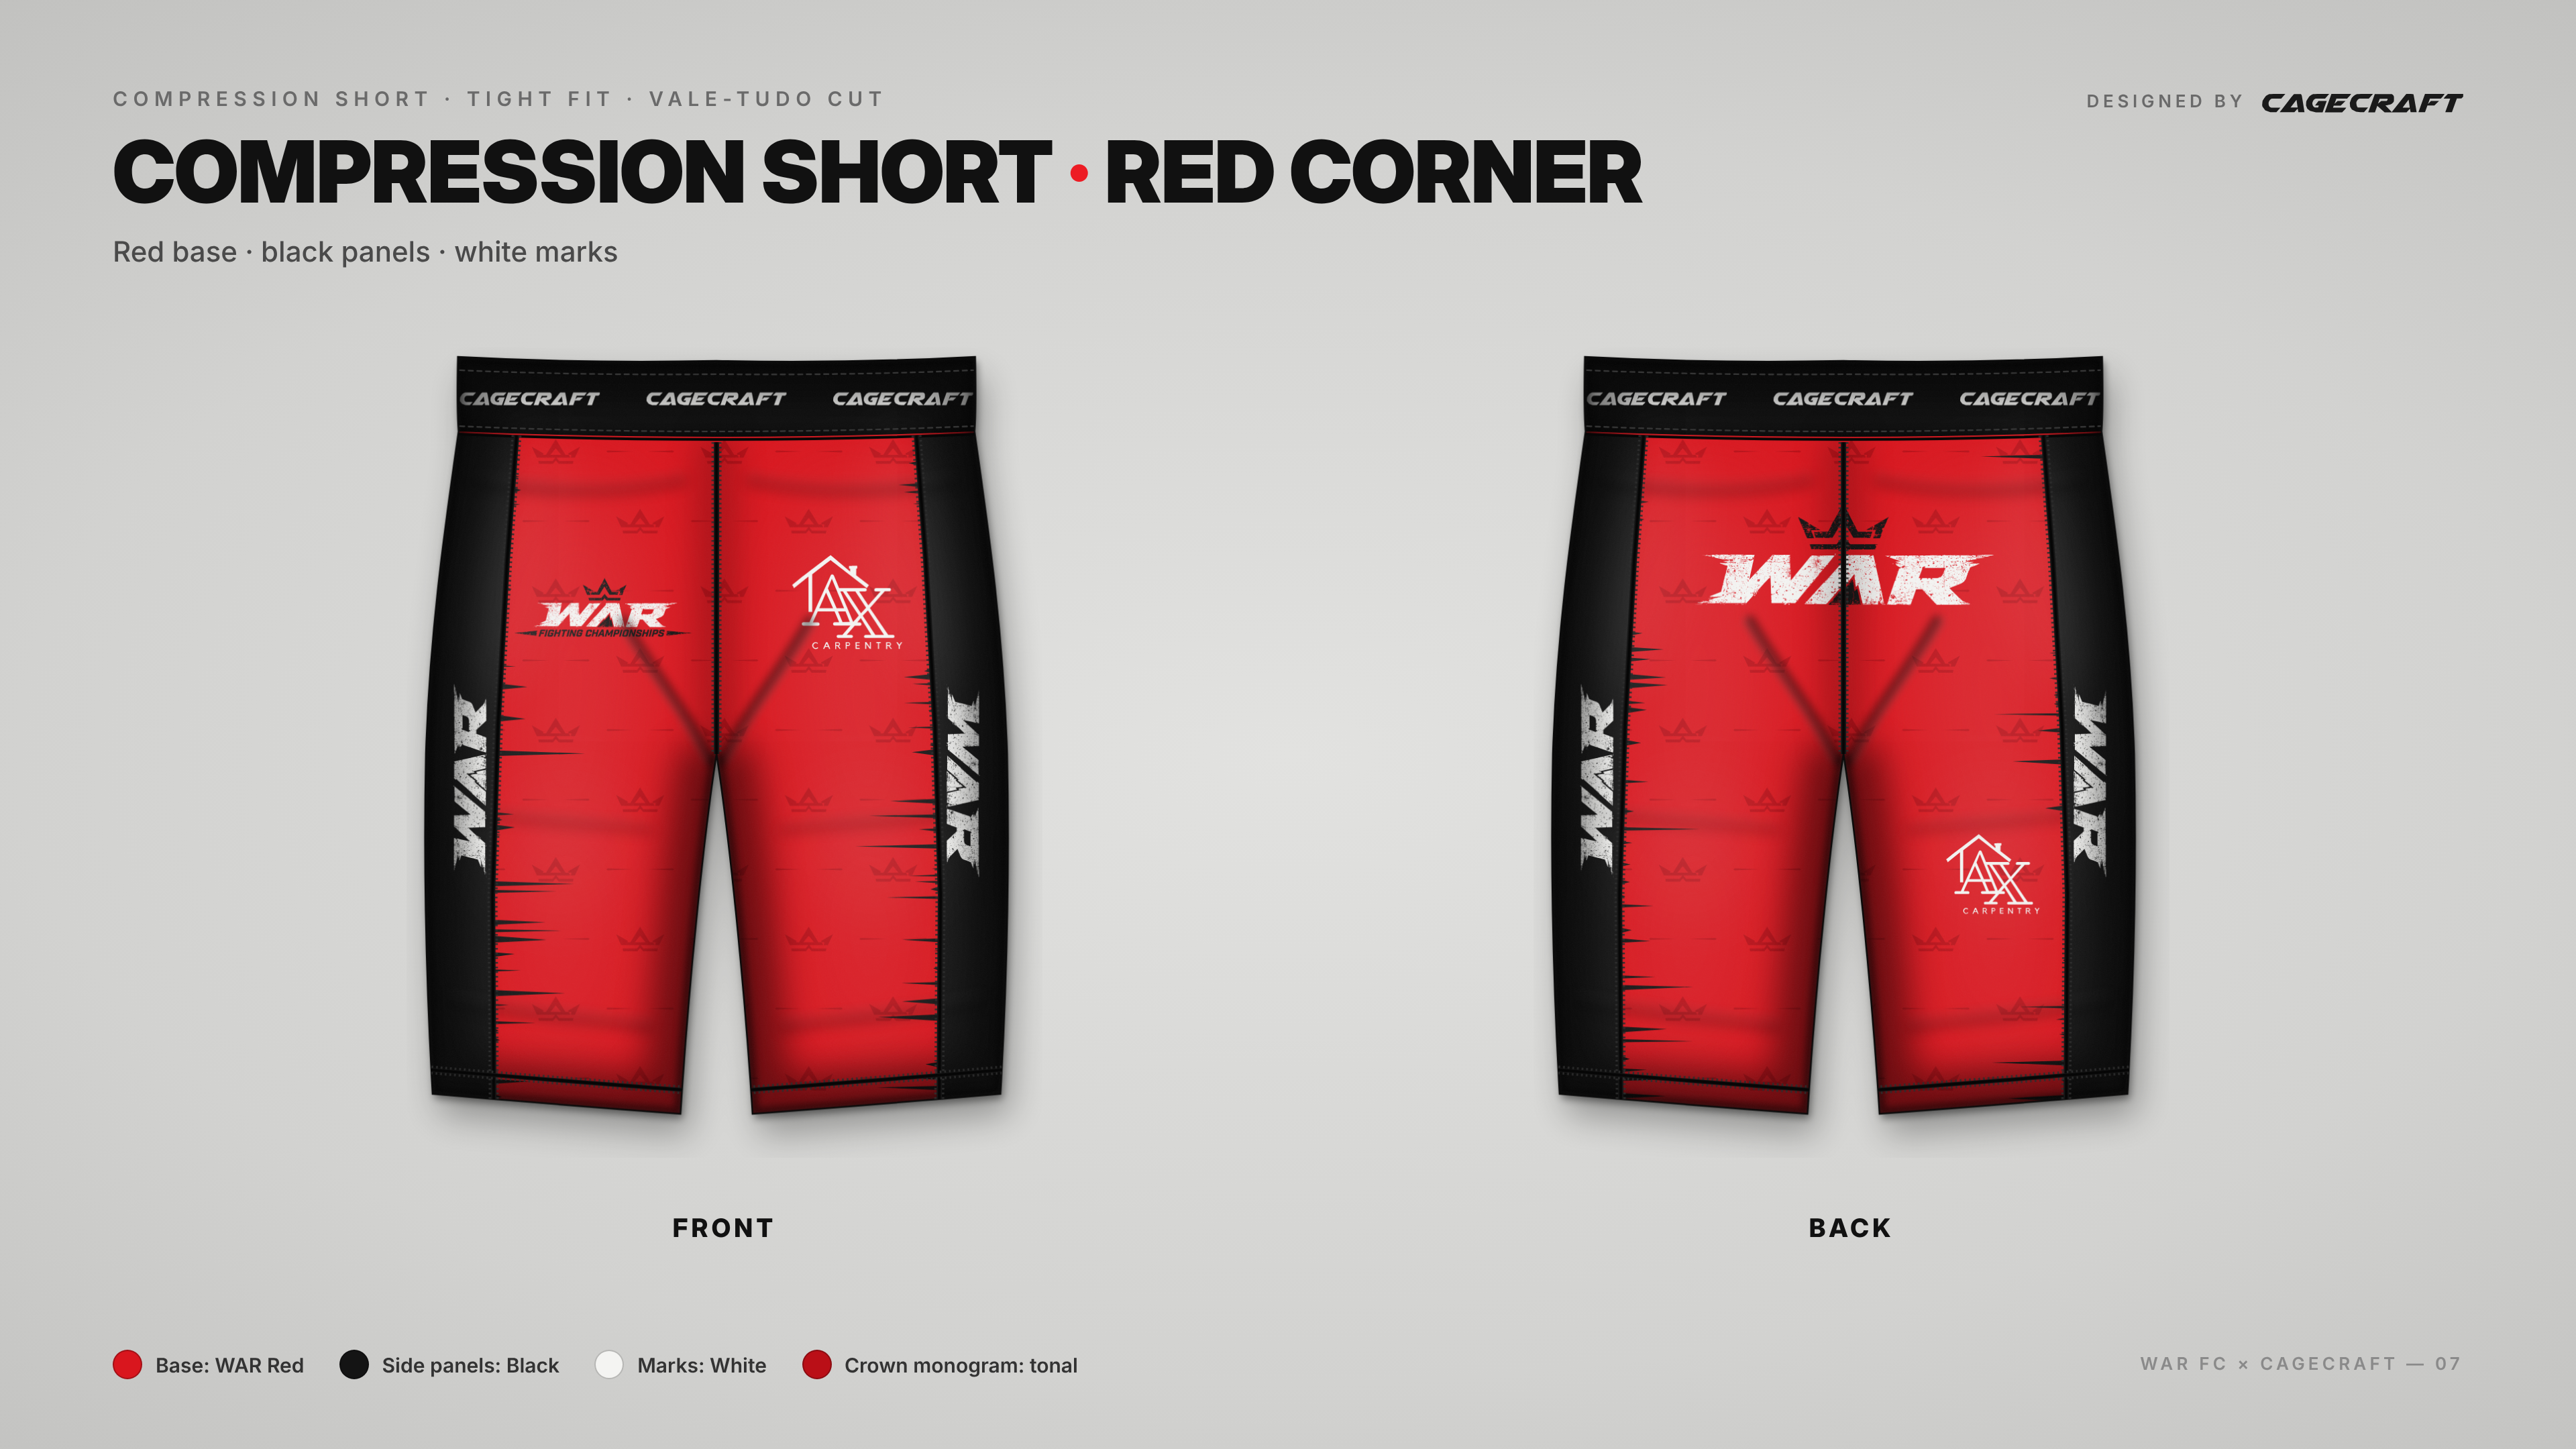 COMPRESSION SHORT · TIGHT FIT · VALE-TUDO CUT
DESIGNED BY CAGECRAFT
COMPRESSION SHORT · RED CORNER
Red base · black panels · white marks
CAGECRAFT CAGECRAFT CAGECRAFT
CAGECRAFT CAGECRAFT CAGECRAFT
WAR
FIGHTING CHAMPIONSHIPS
AX
CARPENTRY
WAR
WAR
WAR
WAR
WAR
AX
CARPENTRY
FRONT
BACK
Base: WAR Red
Side panels: Black
Marks: White
Crown monogram: tonal
WAR FC × CAGECRAFT — 07